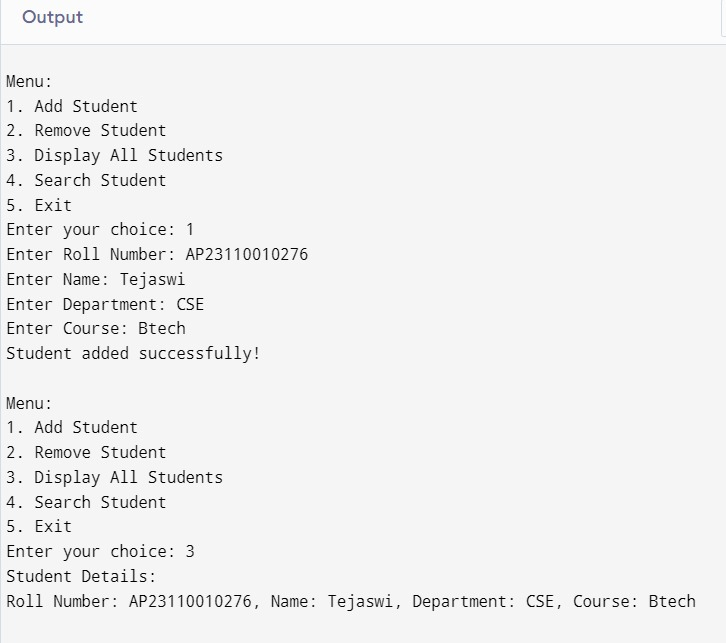 Output
Menu:
1. Add Student
2. Remove Student
3. Display All Students
4. Search Student
5. Exit
Enter your choice: 1
Enter Roll Number: AP23110010276
Enter Name: Tejaswi
Enter Department: CSE
Enter Course: Btech
Student added successfully!
Menu:
1. Add Student
2. Remove Student
3. Display All Students
4. Search Student
5. Exit
Enter your choice: 3
Student Details:
Roll Number: AP23110010276, Name: Tejaswi, Department: CSE, Course: Btech